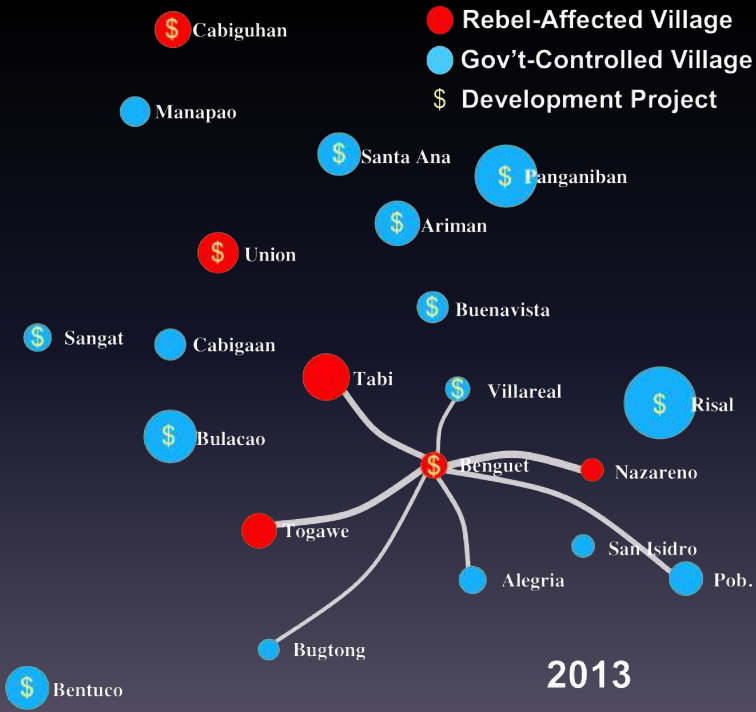 Rebel-Affected Village
Gov't-Controlled Village
$ Development Project
$ Cabiguhan
Manapao
$ Santa Ana
$ Panganiban
$ Ariman
$ Union
$ Buenavista
$ Sangat
Cabigaan
Tabi
$ Villareal
$ Risal
$ Bulacao
$ Benguet
Nazareno
Togawe
San Isidro
Alegria
Pob.
Bugtong
2013
$ Bentuco